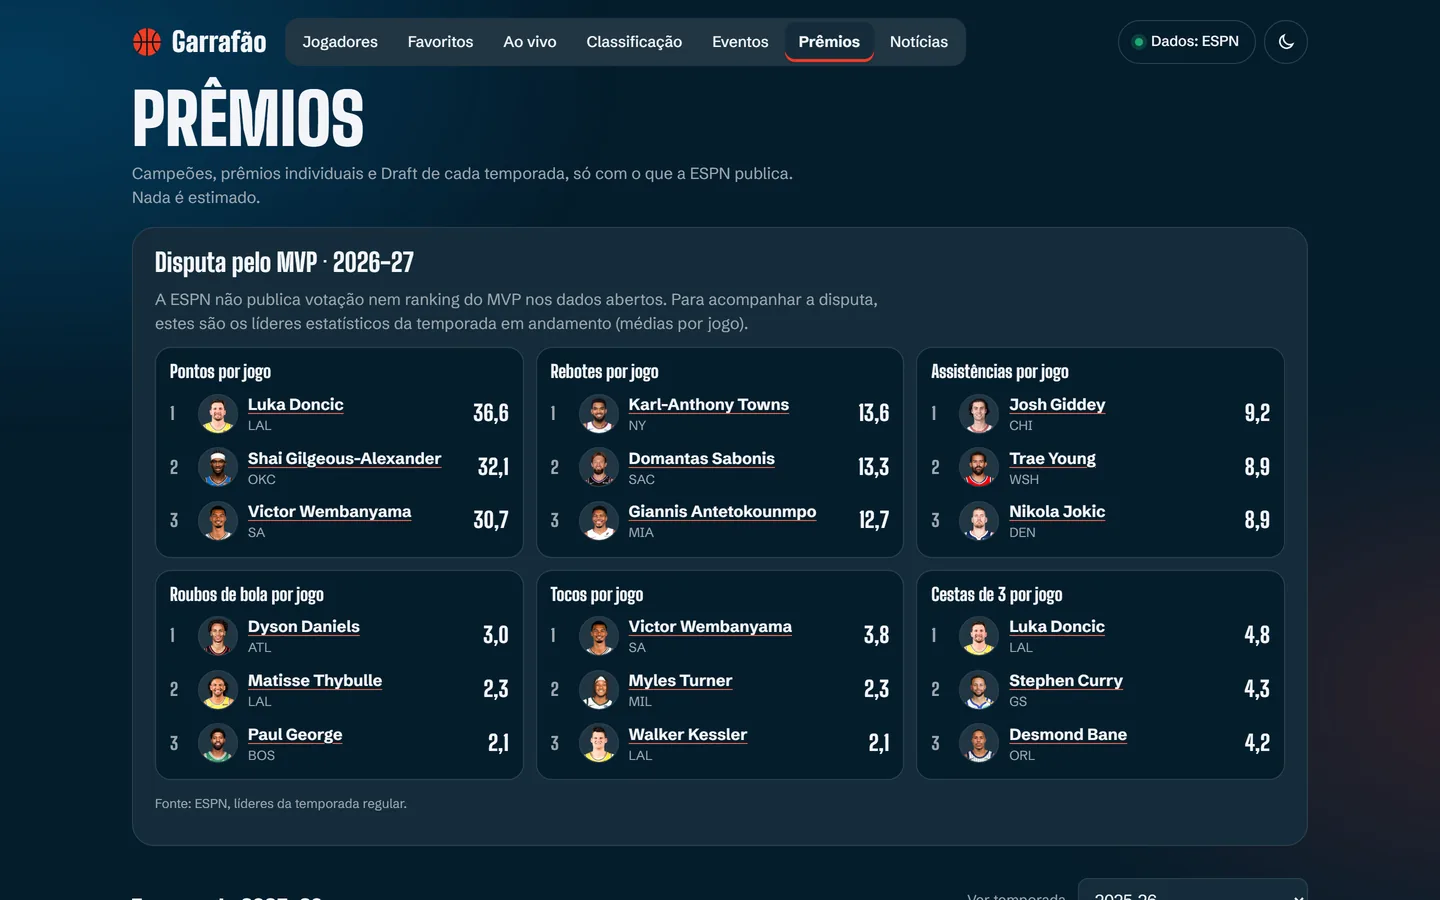 Garrafão
Jogadores
Favoritos
Ao vivo
Classificação
Eventos
Prêmios
Notícias
Dados: ESPN
PRÊMIOS
Campeões, prêmios individuais e Draft de cada temporada, só com o que a ESPN publica.
Nada é estimado.
Disputa pelo MVP · 2026-27
A ESPN não publica votação nem ranking do MVP nos dados abertos. Para acompanhar a disputa,
estes são os líderes estatísticos da temporada em andamento (médias por jogo).
Pontos por jogo
1 Luka Doncic 36,6
LAL
2 Shai Gilgeous-Alexander 32,1
OKC
3 Victor Wembanyama 30,7
SA
Rebotes por jogo
1 Karl-Anthony Towns 13,6
NY
2 Domantas Sabonis 13,3
SAC
3 Giannis Antetokounmpo 12,7
MIA
Assistências por jogo
1 Josh Giddey 9,2
CHI
2 Trae Young 8,9
WSH
3 Nikola Jokic 8,9
DEN
Roubos de bola por jogo
1 Dyson Daniels 3,0
ATL
2 Matisse Thybulle 2,3
LAL
3 Paul George 2,1
BOS
Tocos por jogo
1 Victor Wembanyama 3,8
SA
2 Myles Turner 2,3
MIL
3 Walker Kessler 2,1
LAL
Cestas de 3 por jogo
1 Luka Doncic 4,8
LAL
2 Stephen Curry 4,3
GS
3 Desmond Bane 4,2
ORL
Fonte: ESPN, líderes da temporada regular.
Ver temporada
2025-26